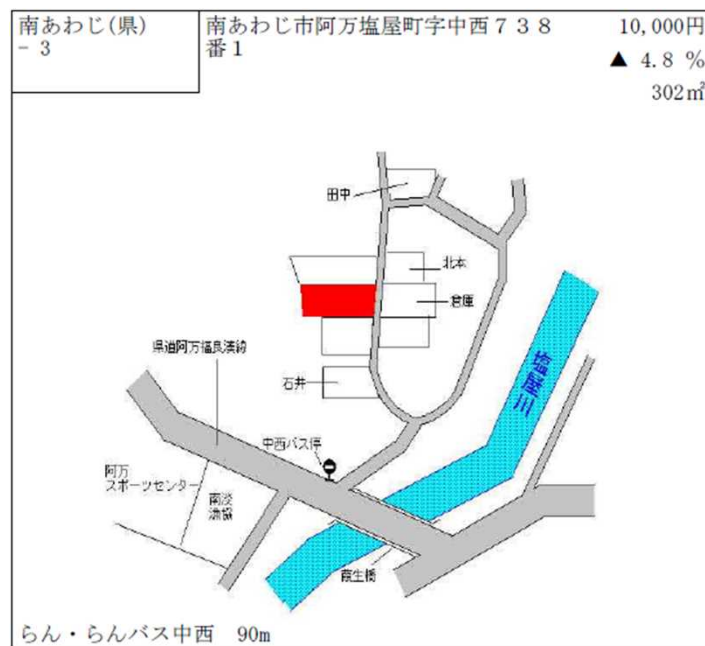 南あわじ(県)
－3
南あわじ市阿万塩屋町字中西７３８
番１
10,000円
▲ 4.8 %
302㎡
田中
北本
倉庫
県道阿万福良湊線
石井
塩屋川
中西バス停
阿万
スポーツセンター
南淡
漁協
霞生橋
らん・らんバス中西　90m